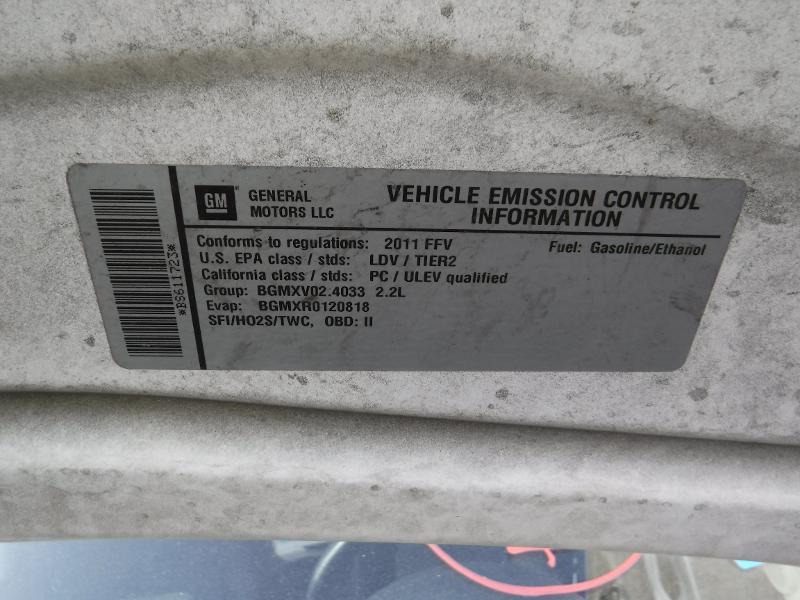 GM GENERAL MOTORS LLC
VEHICLE EMISSION CONTROL
INFORMATION
Conforms to regulations: 2011 FFV Fuel: Gasoline/Ethanol
U.S. EPA class / stds: LDV / TIER2
California class / stds: PC / ULEV qualified
Group: BGMXV02.4033 2.2L
Evap: BGMXR0120818
SFI/HO2S/TWC, OBD: II
*BS611723*